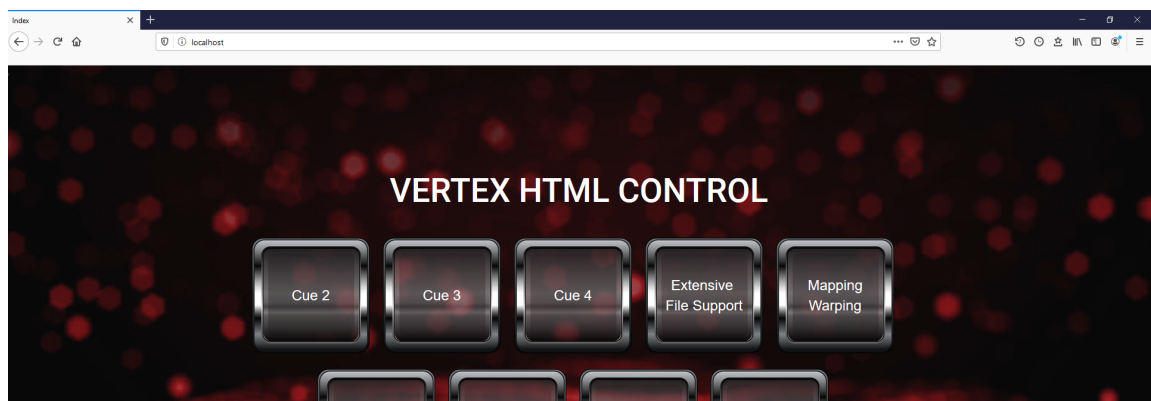 Index
localhost
VERTEX HTML CONTROL
Cue 2
Cue 3
Cue 4
Extensive
File Support
Mapping
Warping